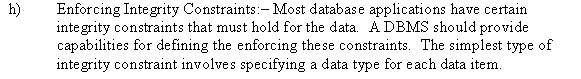 h) Enforcing Integrity Constraints:– Most database applications have certain
integrity constraints that must hold for the data. A DBMS should provide
capabilities for defining the enforcing these constraints. The simplest type of
integrity constraint involves specifying a data type for each data item.